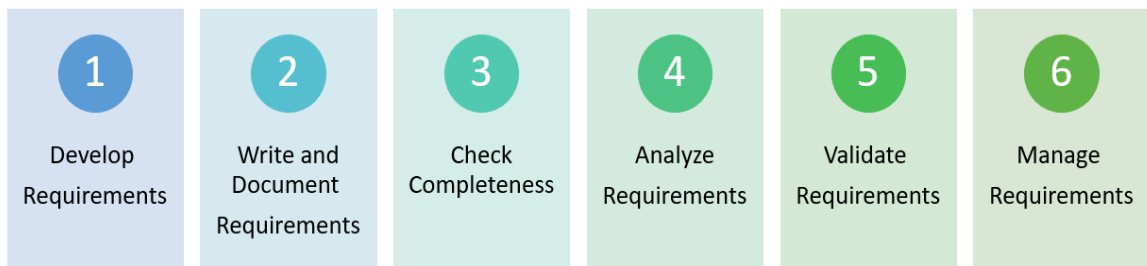 1
Develop
Requirements
2
Write and
Document
Requirements
3
Check
Completeness
4
Analyze
Requirements
5
Validate
Requirements
6
Manage
Requirements